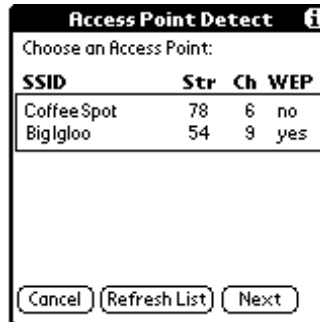 Access Point Detect i
Choose an Access Point:
SSID Str Ch WEP
CoffeeSpot 78 6 no
BigIgloo 54 9 yes
Cancel Refresh List Next